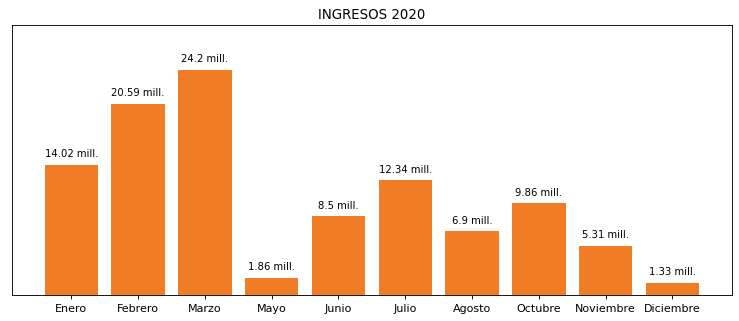 INGRESOS 2020
14.02 mill.
20.59 mill.
24.2 mill.
1.86 mill.
8.5 mill.
12.34 mill.
6.9 mill.
9.86 mill.
5.31 mill.
1.33 mill.
Enero Febrero Marzo Mayo Junio Julio Agosto Octubre Noviembre Diciembre